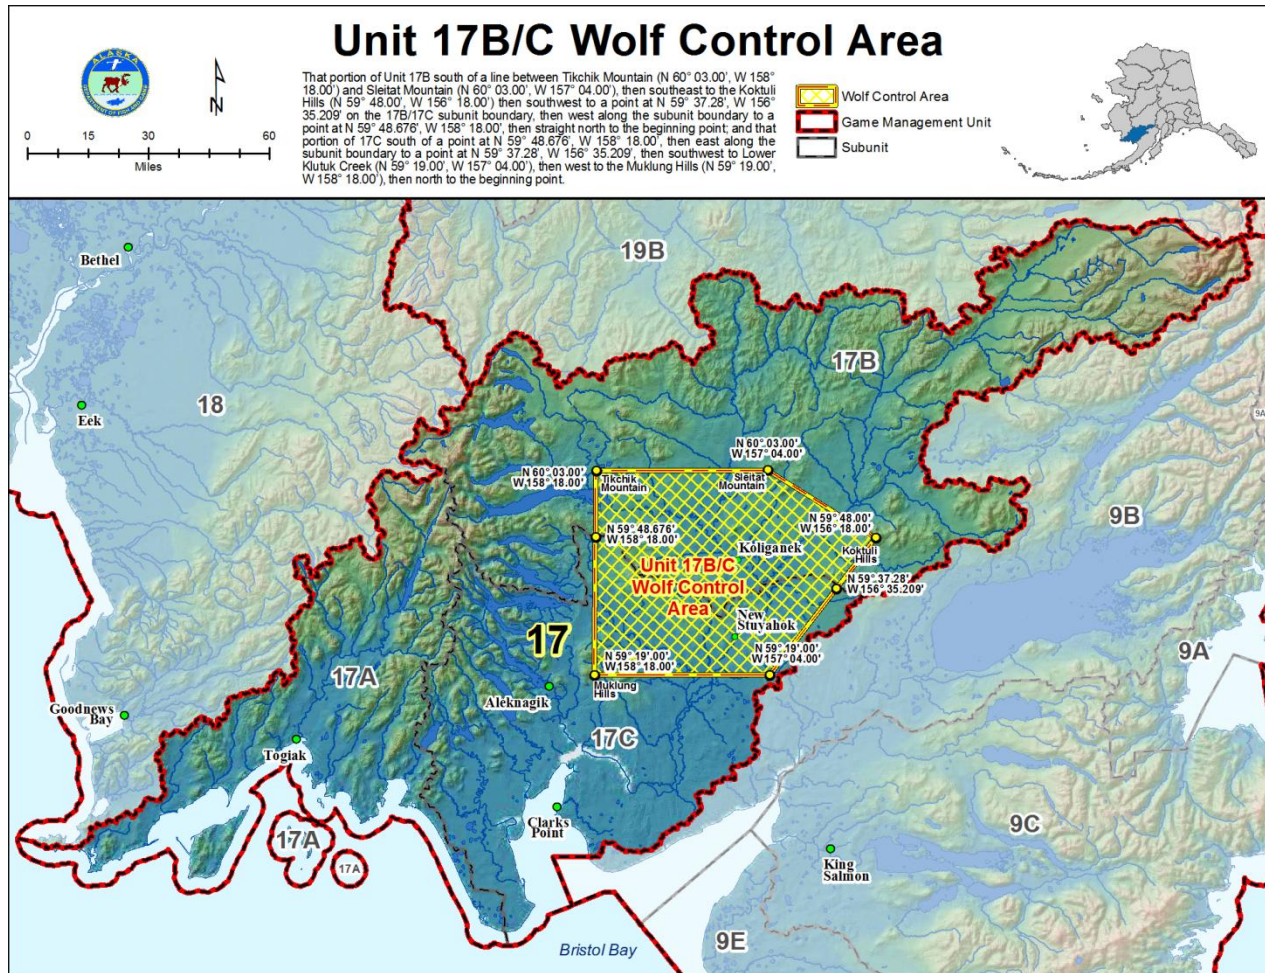 Unit 17B/C Wolf Control Area
ALASKA
N
0 15 30 60
Miles
That portion of Unit 17B south of a line between Tikchik Mountain (N 60° 03.00', W 158°
18.00') and Sleitat Mountain (N 60° 03.00', W 157° 04.00'), then southeast to the Koktuli
Hills (N 59° 48.00', W 156° 18.00') then southwest to a point at N 59° 37.28', W 156°
35.209' on the 17B/17C subunit boundary, then west along the subunit boundary to a
point at N 59° 48.676', W 158° 18.00', then straight north to the beginning point; and that
portion of 17C south of a point at N 59° 48.676', W 158° 18.00', then east along the
subunit boundary to a point at N 59° 37.28', W 156° 35.209', then southwest to Lower
Klutuk Creek (N 59° 19.00', W 157° 04.00'), then west to the Muklung Hills (N 59° 19.00',
W 158° 18.00'), then north to the beginning point.
Wolf Control Area
Game Management Unit
Subunit
Bethel
19B
17B
18
Eek
9A
N 60° 03.00'
W 158° 18.00'
Tikchik
Mountain
N 60° 03.00'
W 157° 04.00'
Sleitat
Mountain
N 59° 48.676'
W 158° 18.00'
N 59° 48.00'
W 156° 18.00'
Koktuli
Hills
9B
Koliganek
Unit 17B/C
Wolf Control
Area
N 59° 37.28'
W 156° 35.209'
New
Stuyahok
17
N 59° 19'.00'
W 158° 18.00'
N 59° 19'.00'
W 157° 04.00'
Muklung
Hills
9A
17A
Aleknagik
Goodnews
Bay
Togiak
17C
Clarks
Point
17A
17A
9C
King
Salmon
Bristol Bay
9E